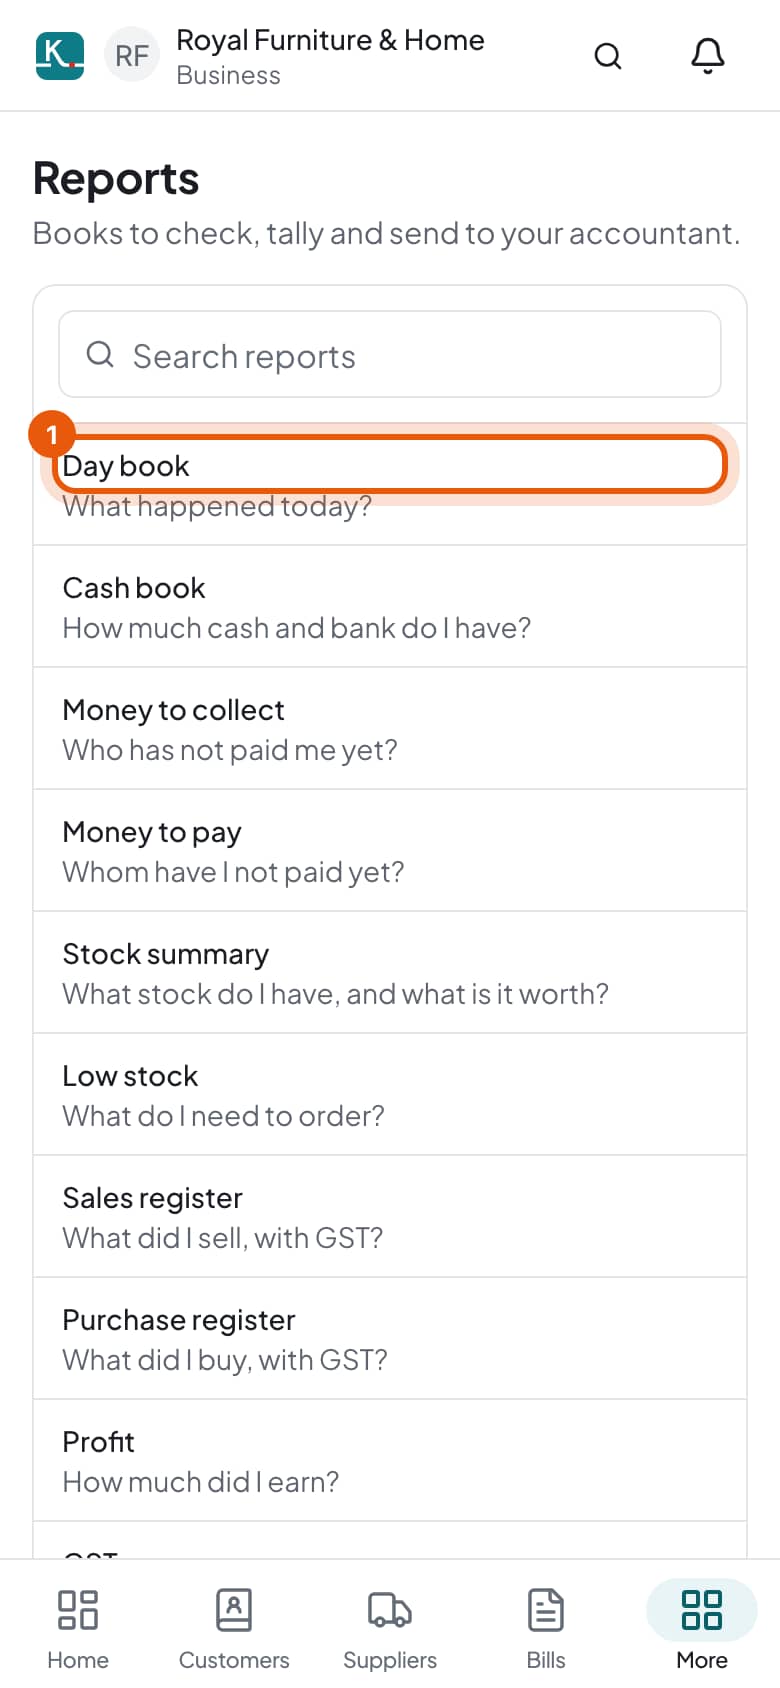 K.
RF
Royal Furniture & Home
Business
Reports
Books to check, tally and send to your accountant.
Search reports
1
Day book
What happened today?
Cash book
How much cash and bank do I have?
Money to collect
Who has not paid me yet?
Money to pay
Whom have I not paid yet?
Stock summary
What stock do I have, and what is it worth?
Low stock
What do I need to order?
Sales register
What did I sell, with GST?
Purchase register
What did I buy, with GST?
Profit
How much did I earn?
Home
Customers
Suppliers
Bills
More